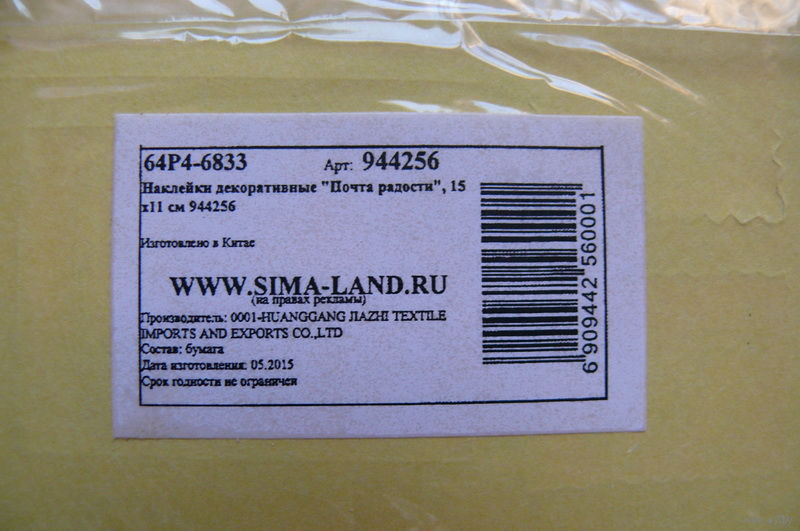 64P4-6833 Арт: 944256
Наклейки декоративные "Почта радости", 15
х11 см 944256
Изготовлено в Китае
WWW.SIMA-LAND.RU
(на правах рекламы)
Производитель: 0001-HUANGGANG JIAZHI TEXTILE
IMPORTS AND EXPORTS CO.,LTD
Состав: бумага
Дата изготовления: 05.2015
Срок годности не ограничен
6 909442 560001